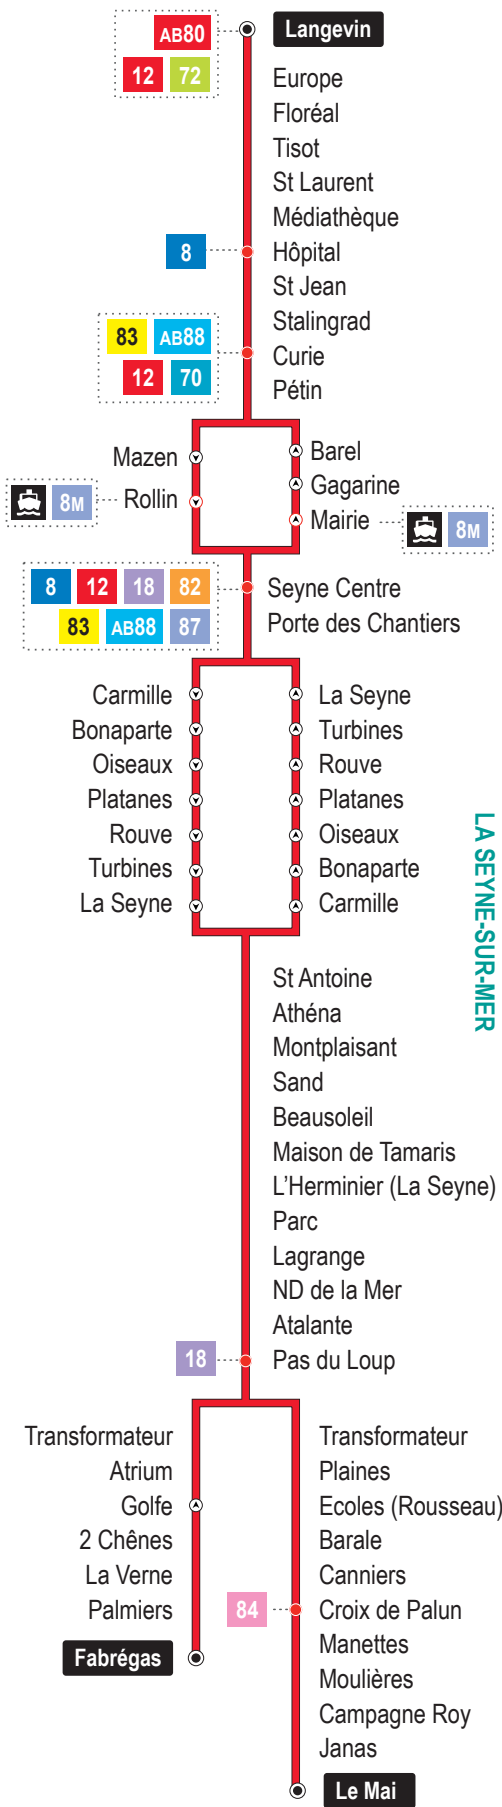 AB80
Langevin
12 72
Europe
Floréal
Tisot
St Laurent
Médiathèque
8
Hôpital
St Jean
Stalingrad
83 AB88
12 70
Curie
Pétin
Mazen
Rollin
8M
Barel
Gagarine
Mairie
8M
8 12 18 82
83 AB88 87
Seyne Centre
Porte des Chantiers
Carmille
Bonaparte
Oiseaux
Platanes
Rouve
Turbines
La Seyne
La Seyne
Turbines
Rouve
Platanes
Oiseaux
Bonaparte
Carmille
LA SEYNE-SUR-MER
St Antoine
Athéna
Montplaisant
Sand
Beausoleil
Maison de Tamaris
L'Herminier (La Seyne)
Parc
Lagrange
ND de la Mer
Atalante
18
Pas du Loup
Transformateur
Atrium
Golfe
2 Chênes
La Verne
Palmiers
Fabrégas
Transformateur
Plaines
Ecoles (Rousseau)
Barale
Canniers
84
Croix de Palun
Manettes
Moulières
Campagne Roy
Janas
Le Mai